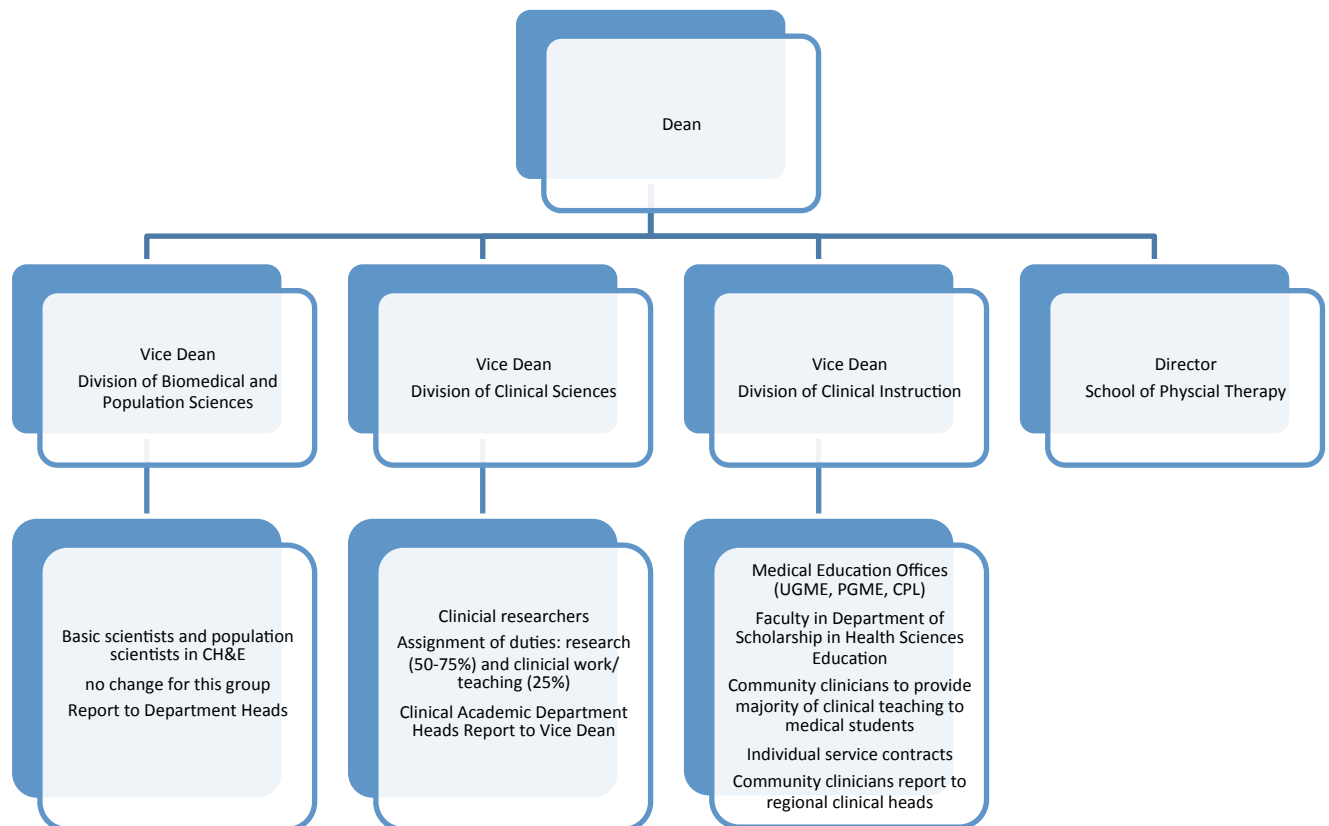 Dean
Vice Dean
Division of Biomedical and
Population Sciences
Vice Dean
Division of Clinical Sciences
Vice Dean
Division of Clinical Instruction
Director
School of Physcial Therapy
Basic scientists and population
scientists in CH&E
no change for this group
Report to Department Heads
Clinicial researchers
Assignment of duties: research
(50-75%) and clinicial work/
teaching (25%)
Clinical Academic Department
Heads Report to Vice Dean
Medical Education Offices
(UGME, PGME, CPL)
Faculty in Department of
Scholarship in Health Sciences
Education
Community clinicians to provide
majority of clinical teaching to
medical students
Individual service contracts
Community clinicians report to
regional clinical heads